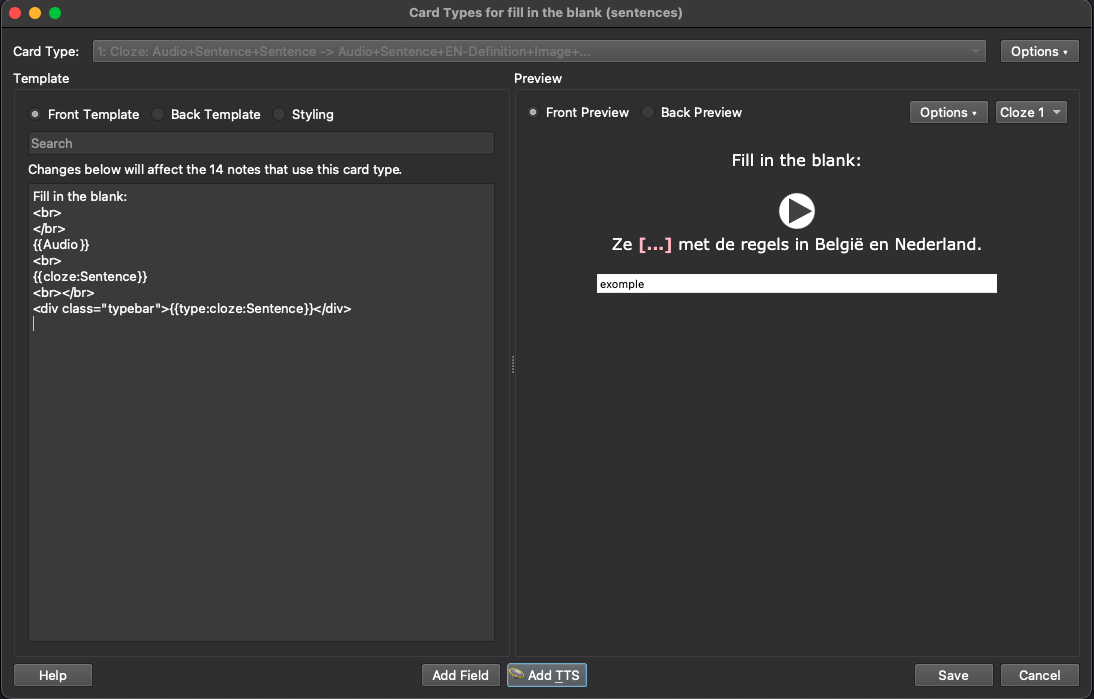 Card Types for fill in the blank (sentences)
Card Type:
1: Cloze: Audio+Sentence+Sentence -> Audio+Sentence+EN-Definition+Image+...
Options
Template
Preview
Front Template
Back Template
Styling
Front Preview
Back Preview
Options
Cloze 1
Search
Changes below will affect the 14 notes that use this card type.
Fill in the blank:
<br>
</br>
{{Audio}}
<br>
{{cloze:Sentence}}
<br></br>
<div class="typebar">{{type:cloze:Sentence}}</div>
Fill in the blank:
Ze [...] met de regels in België en Nederland.
exomple
Help
Add Field
Add TTS
Save
Cancel